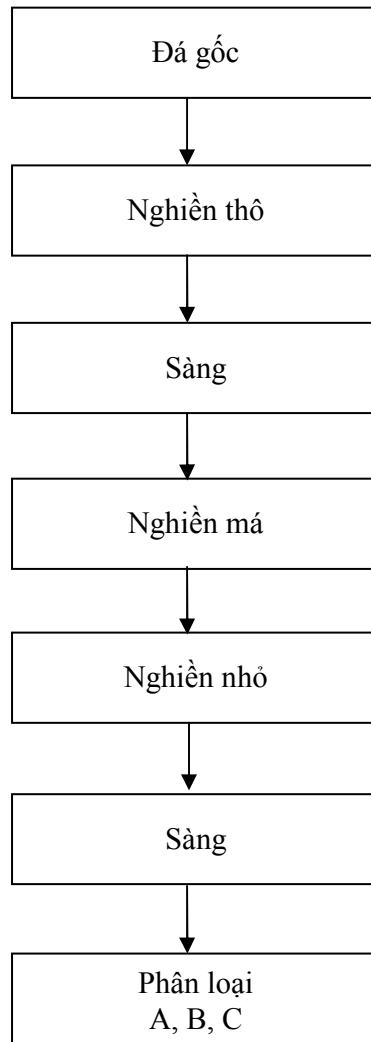 Đá gốc
Nghiền thô
Sàng
Nghiền má
Nghiền nhỏ
Sàng
Phân loại
A, B, C